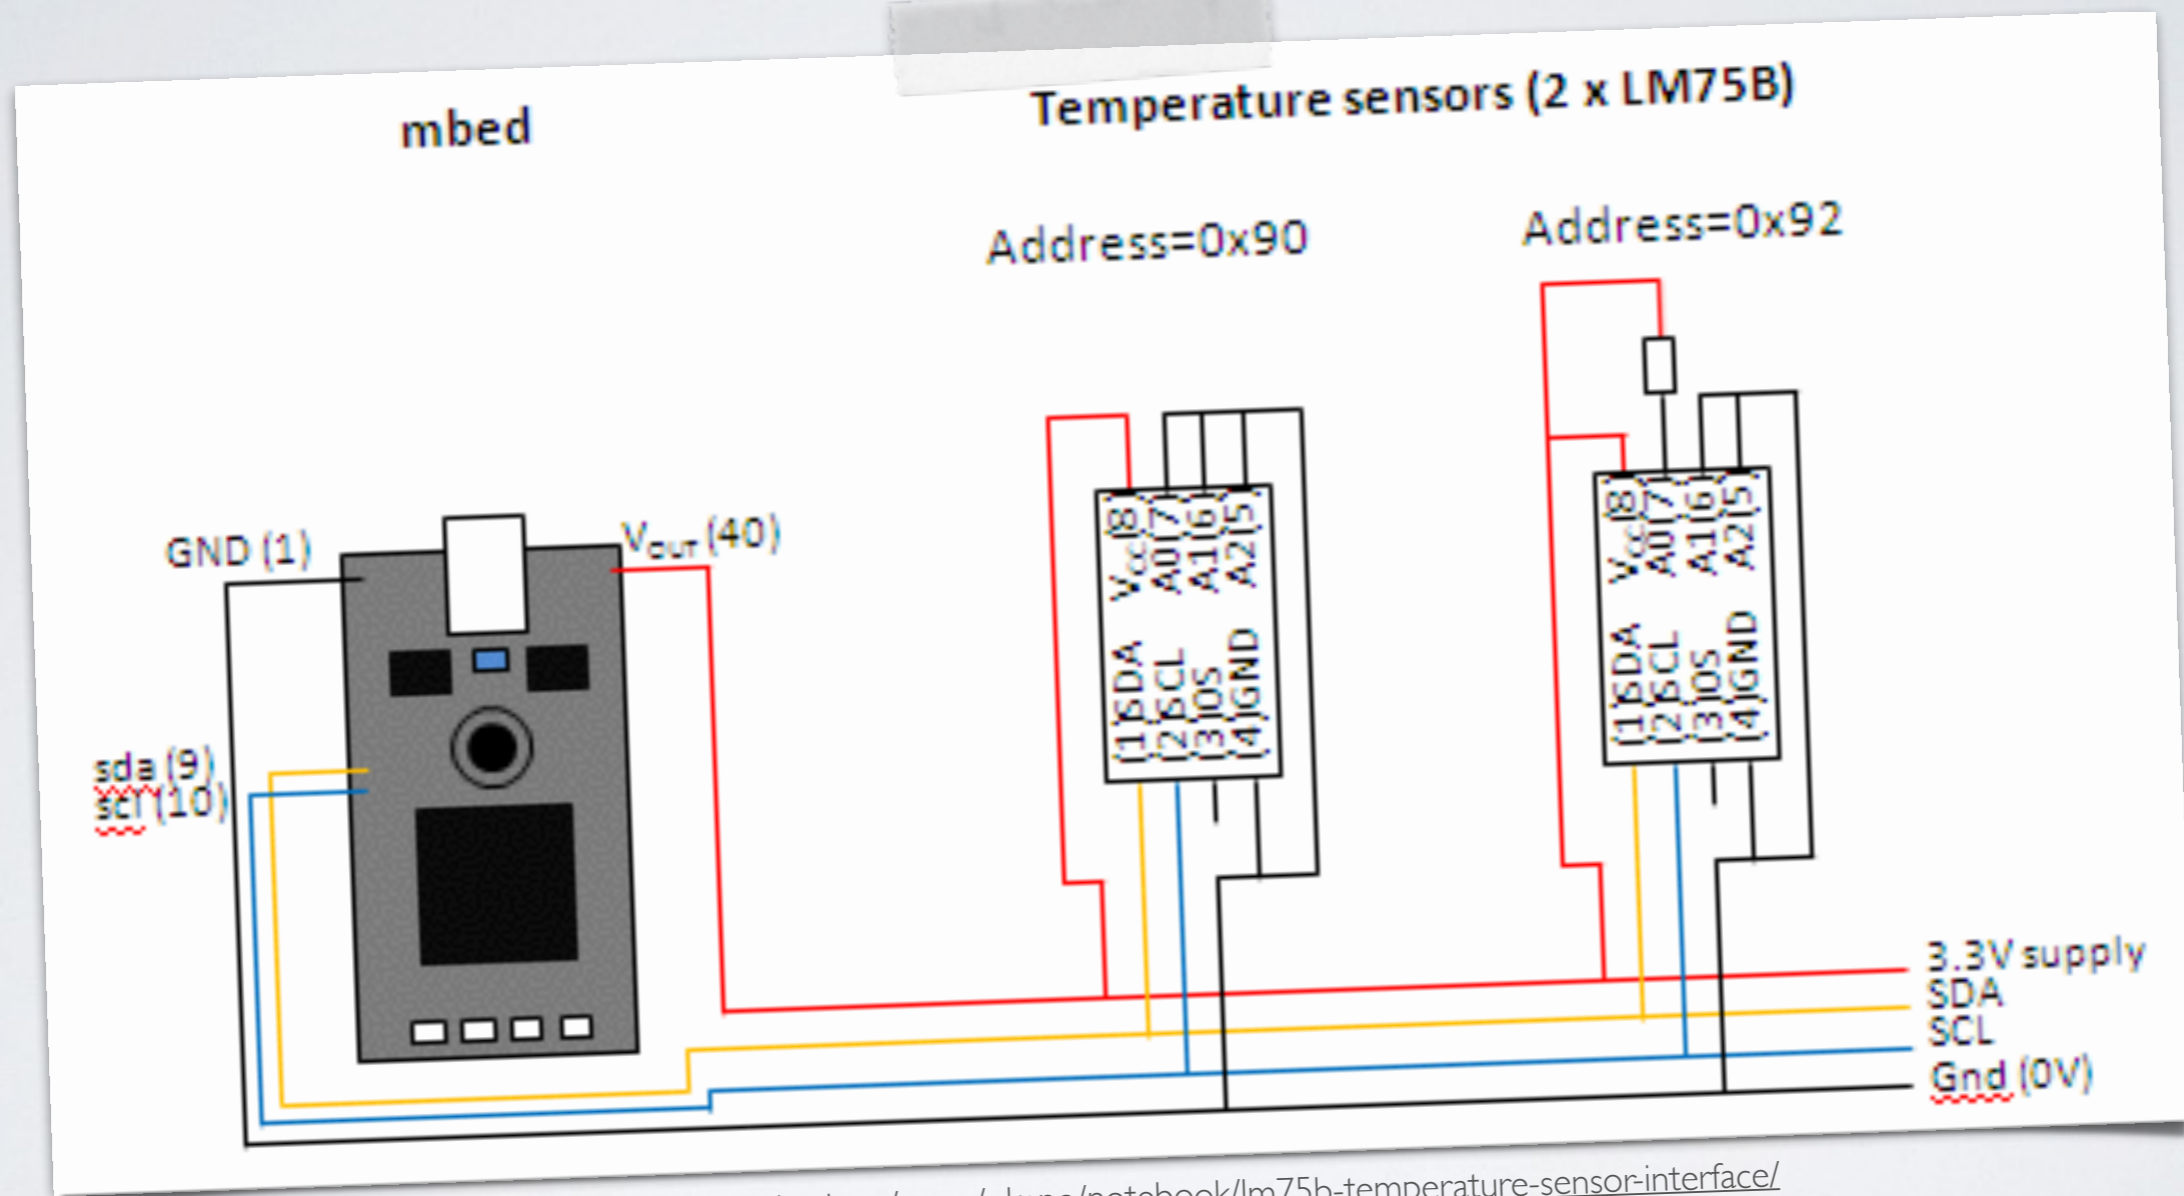 mbed
Temperature sensors (2 x LM75B)
Address=0x90
Address=0x92
GND (1)
VOUT (40)
sda (9)
scl (10)
VCC(8
A0(7)
A1(6)
A2(5)
(1)SDA
(2)SCL
(3)OS
(4)GND
VCC(8
A0(7
A1(6)
A2(5)
(1)SDA
(2)SCL
(3)OS
(4)GND
3.3V supply
SDA
SCL
Gnd (0V)
/notebook/lm75b-temperature-sensor-interface/